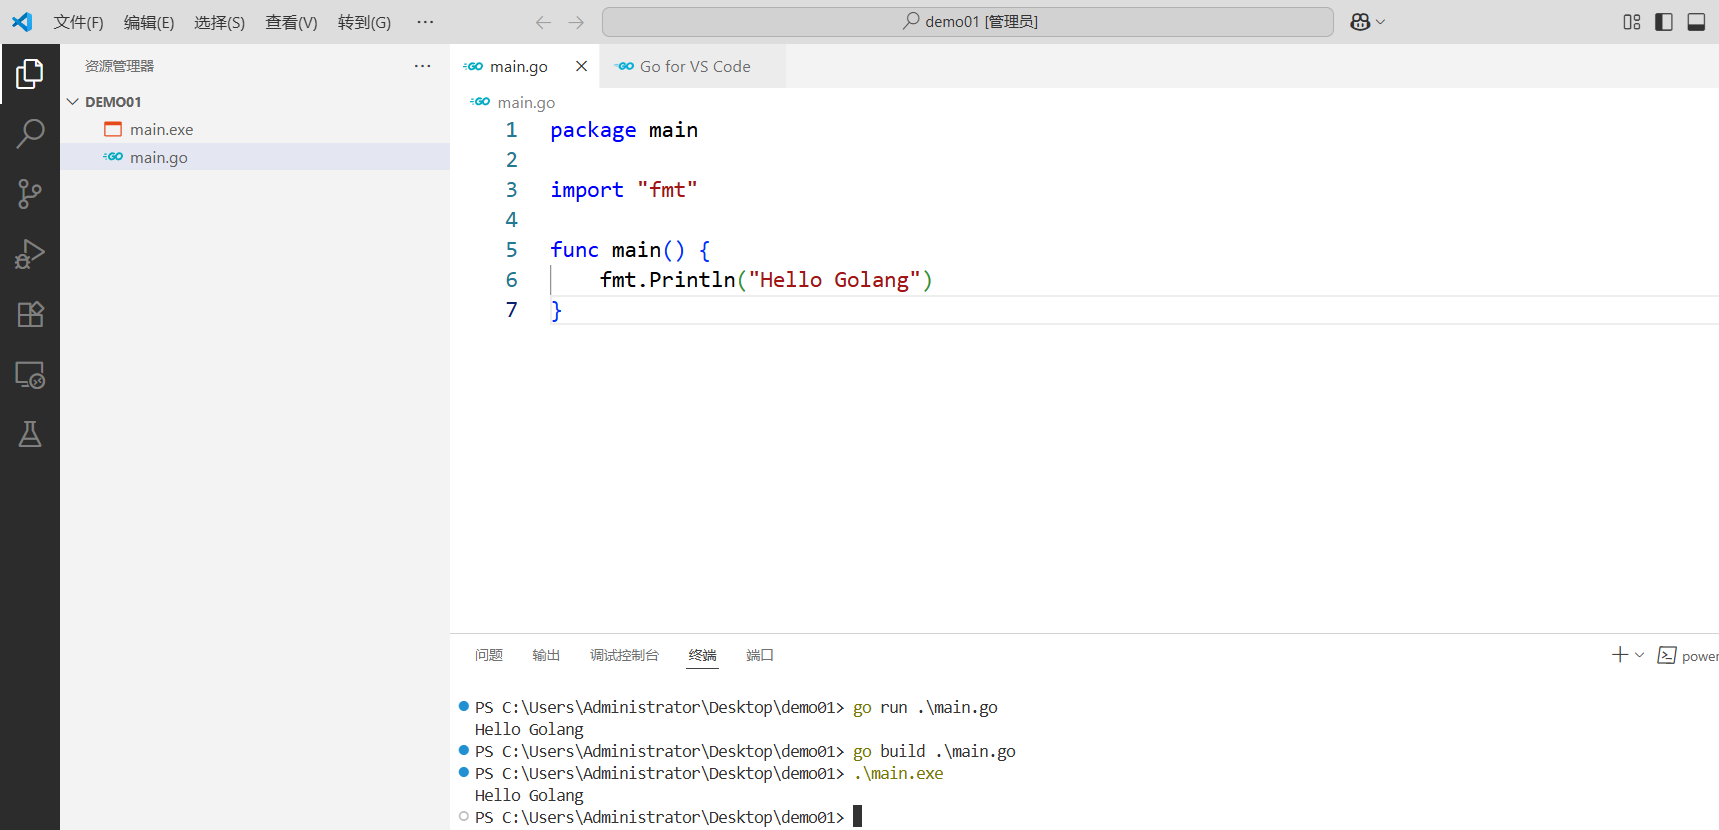 文件(F) 编辑(E) 选择(S) 查看(V) 转到(G) ··· demo01 [管理员]
资源管理器 ···
DEMO01
main.exe
main.go
main.go Go for VS Code
main.go
1 package main
2
3 import "fmt"
4
5 func main() {
6     fmt.Println("Hello Golang")
7 }
问题 输出 调试控制台 终端 端口 power
PS C:\Users\Administrator\Desktop\demo01> go run .\main.go
Hello Golang
PS C:\Users\Administrator\Desktop\demo01> go build .\main.go
PS C:\Users\Administrator\Desktop\demo01> .\main.exe
Hello Golang
PS C:\Users\Administrator\Desktop\demo01>